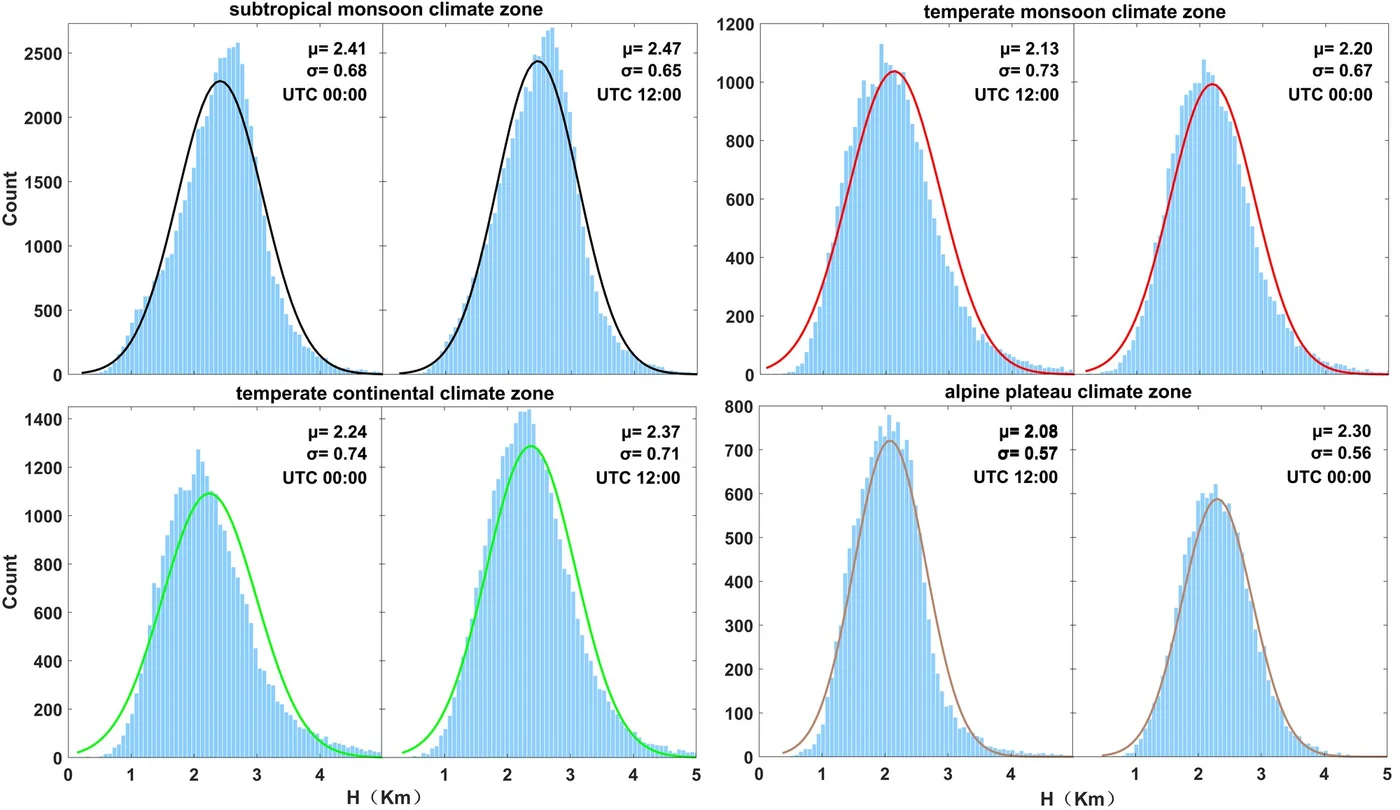 subtropical monsoon climate zone
2500
2000
1500
1000
500
0
Count
μ= 2.41
σ= 0.68
UTC 00:00
μ= 2.47
σ= 0.65
UTC 12:00
temperate monsoon climate zone
1200
1000
800
600
400
200
0
μ= 2.13
σ= 0.73
UTC 12:00
μ= 2.20
σ= 0.67
UTC 00:00
temperate continental climate zone
1400
1200
1000
800
600
400
200
0
Count
μ= 2.24
σ= 0.74
UTC 00:00
μ= 2.37
σ= 0.71
UTC 12:00
0 1 2 3 4
1 2 3 4 5
H（Km）
alpine plateau climate zone
800
700
600
500
400
300
200
100
0
μ= 2.08
σ= 0.57
UTC 12:00
μ= 2.30
σ= 0.56
UTC 00:00
0 1 2 3 4
1 2 3 4 5
H（Km）